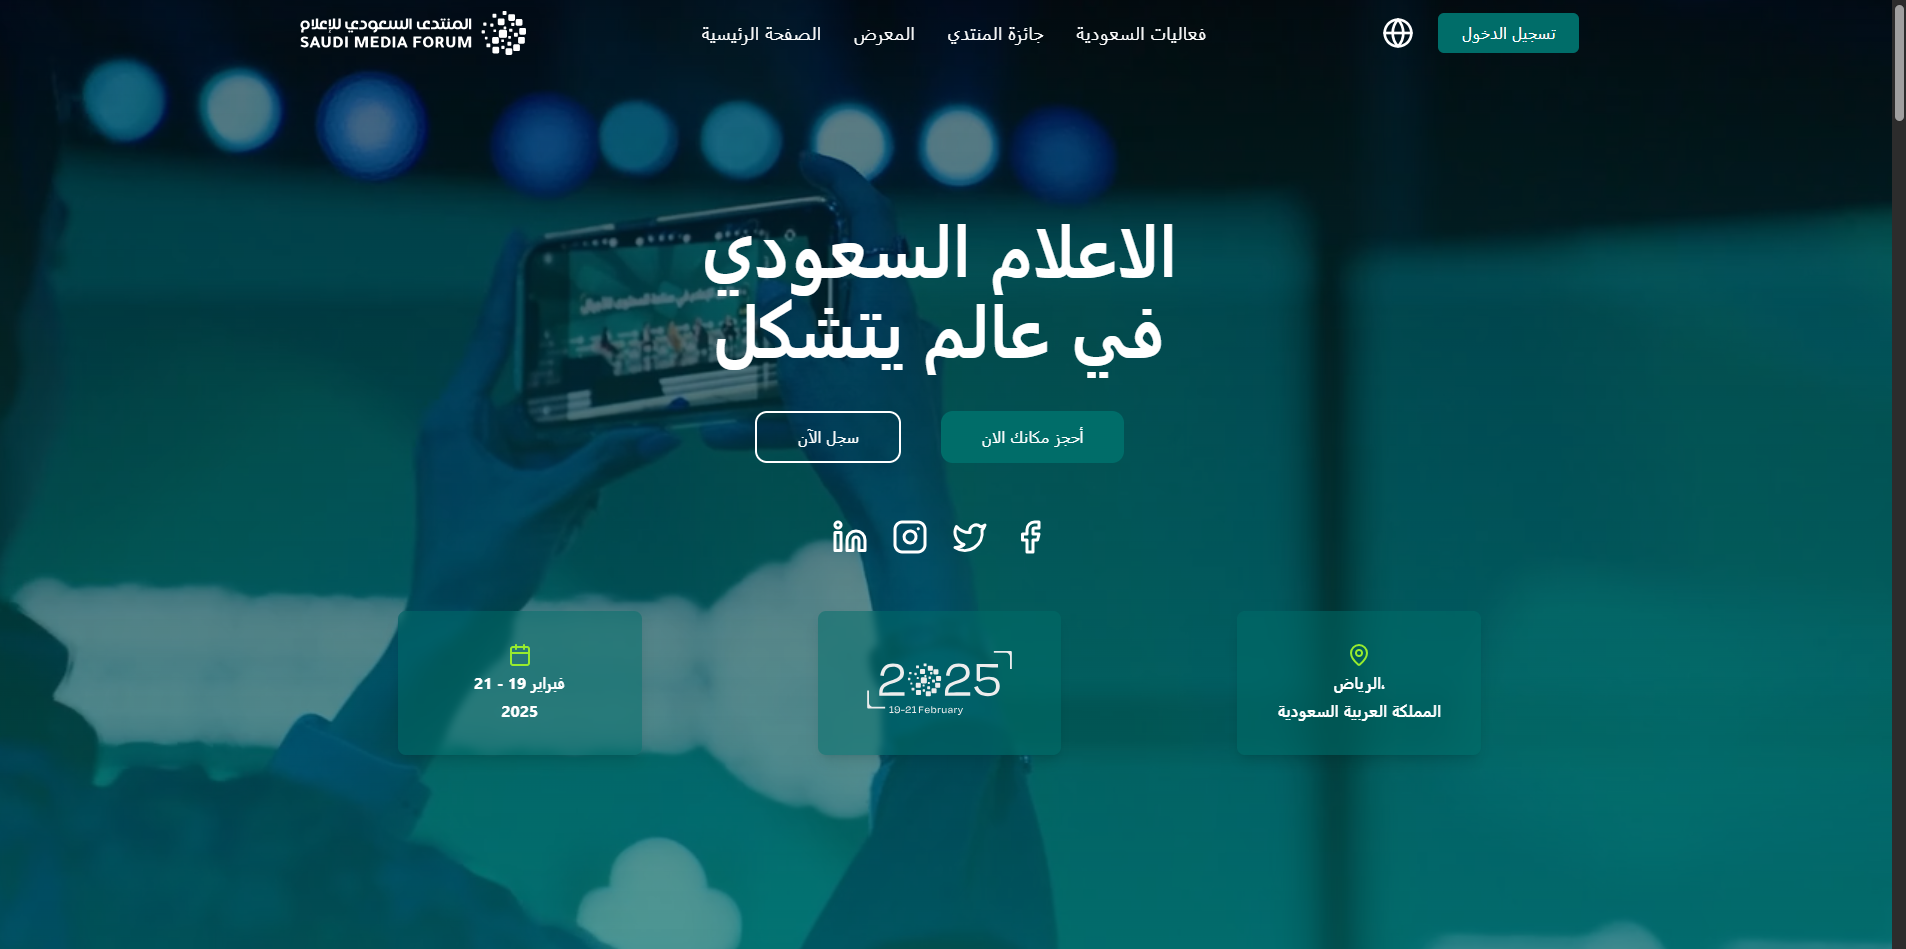 المنتدى السعودي للإعلام
SAUDI MEDIA FORUM
الصفحة الرئيسية
المعرض
جائزة المنتدي
فعاليات السعودية
تسجيل الدخول
الاعلام السعودي
في عالم يتشكل
أحجز مكانك الان
سجل الآن
الرياض،
المملكة العربية السعودية
2025
19-21 February
فبراير 19 - 21
2025